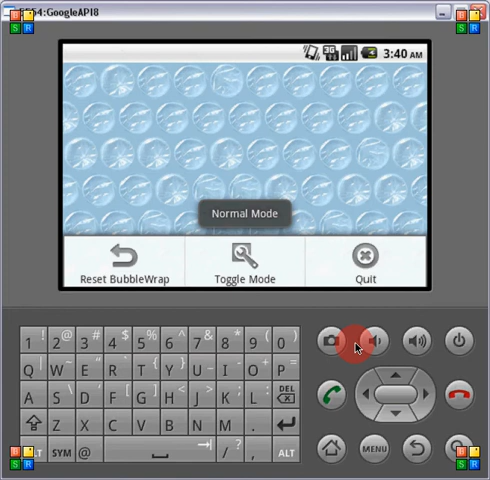 5554:GoogleAPI8
3G
3:40 AM
Normal Mode
Reset BubbleWrap
Toggle Mode
Quit
1 ! 2 @ 3 # 4 $ 5 % 6 ^ 7 & 8 * 9 ( 0 )
Q | W ~ E " R ` T { Y } U _ I - O + P =
A \ S ' D [ F ] G < H > J ; K : L DEL
Z X C V B N M .
SYM @ / ? , ALT
MENU
B
S R
B
S R
B
S R
B
S R